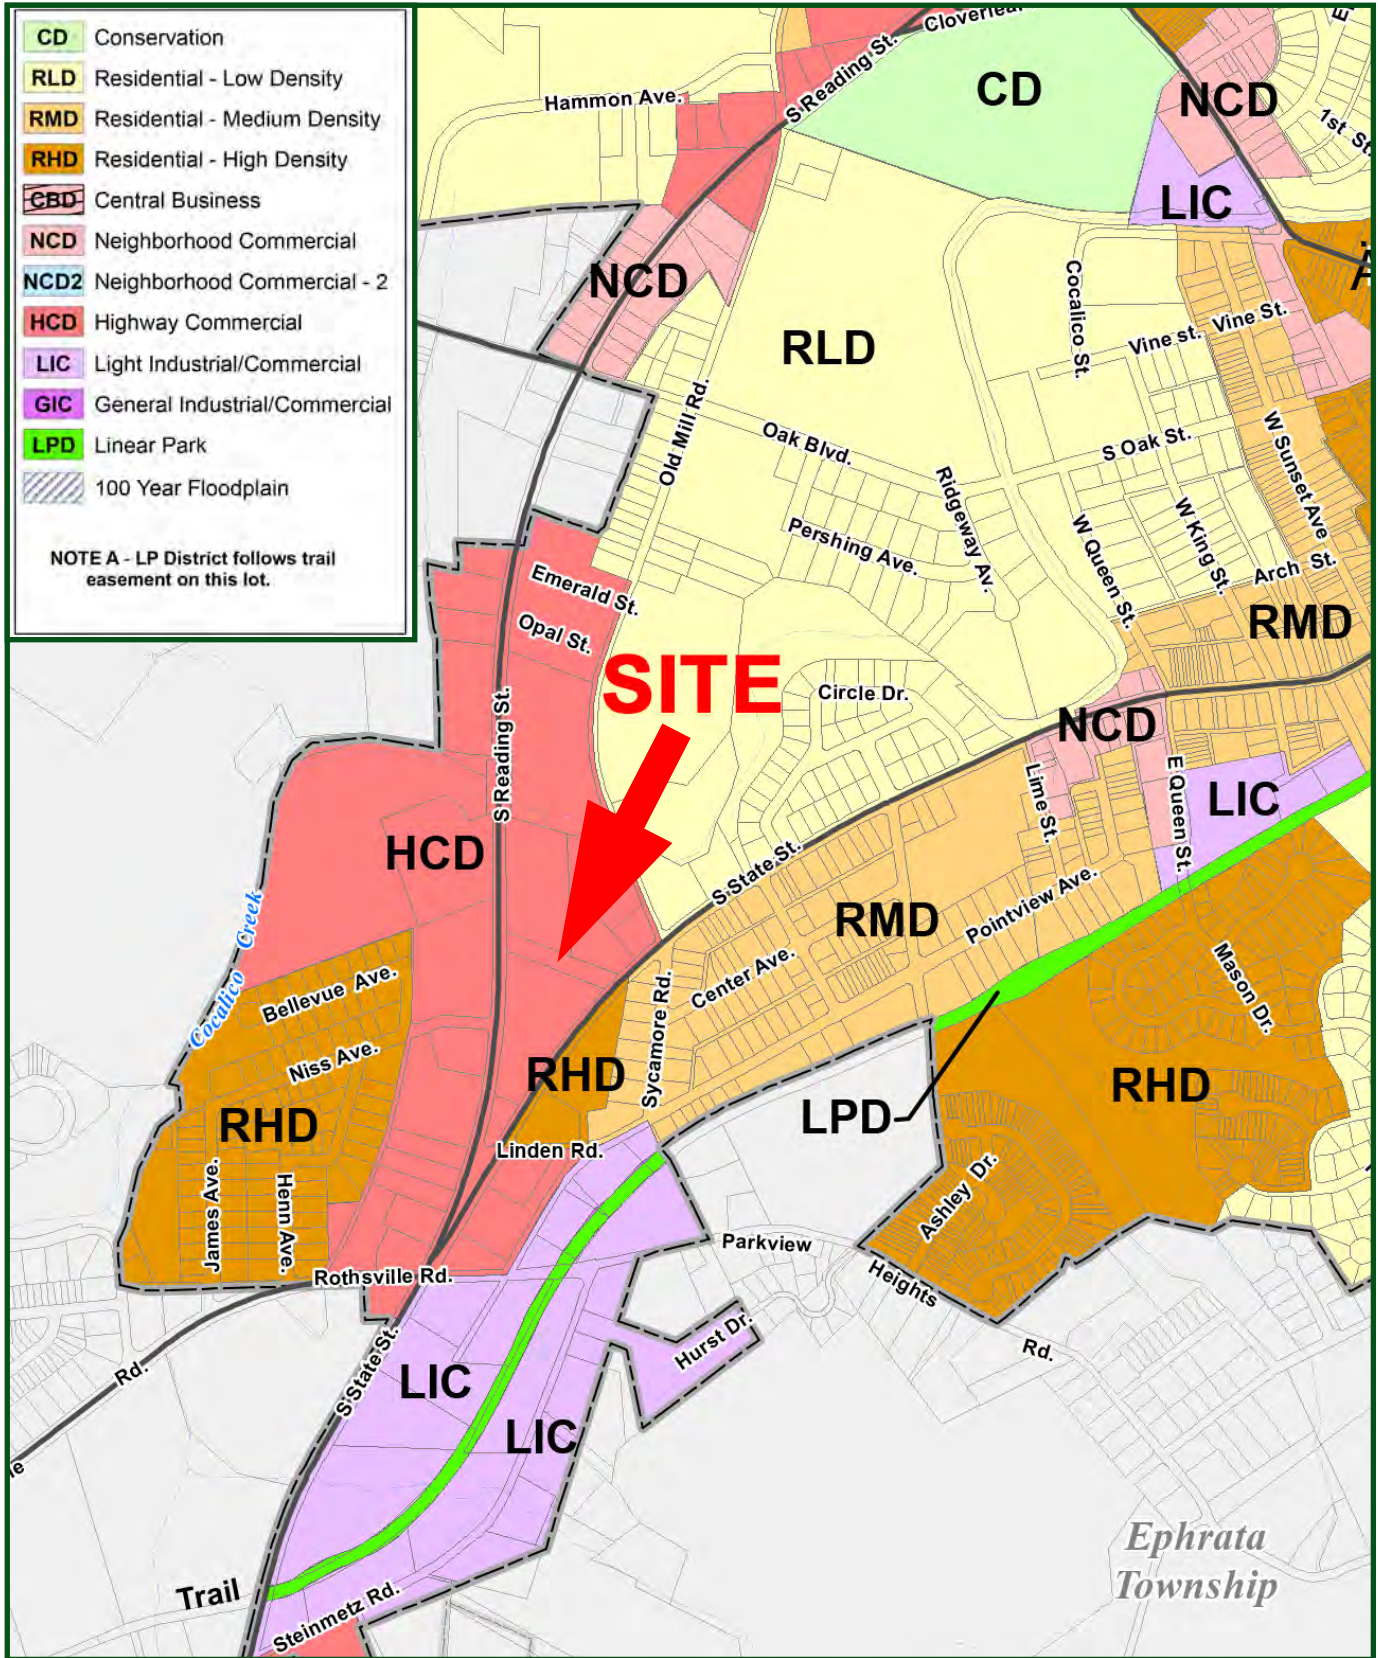 CD Conservation
RLD Residential - Low Density
RMD Residential - Medium Density
RHD Residential - High Density
CBD Central Business
NCD Neighborhood Commercial
NCD2 Neighborhood Commercial - 2
HCD Highway Commercial
LIC Light Industrial/Commercial
GIC General Industrial/Commercial
LPD Linear Park
100 Year Floodplain
NOTE A - LP District follows trail
easement on this lot.
S Reading St.
CD
NCD
Hammon Ave.
1st St.
LIC
NCD
Cocalico St.
RLD
Vine st.
Vine St.
A
Old Mill Rd.
Oak Blvd.
S Oak St.
W Sunset Ave
Ridgeway Av.
Pershing Ave.
W Queen St.
W King St.
Arch St.
Emerald St.
Opal St.
RMD
SITE
Circle Dr.
S Reading St.
NCD
Lime St.
E Queen St.
LIC
HCD
S State St.
RMD
Pointview Ave.
Cocalico Creek
Bellevue Ave.
Center Ave.
Mason Dr.
Niss Ave.
Sycamore Rd.
RHD
RHD
RHD
LPD
Linden Rd.
James Ave.
Henn Ave.
Ashley Dr.
Parkview
Heights
Rd.
Rothsville Rd.
Hurst Dr.
Rd.
S State St.
LIC
LIC
Ephrata
Township
Trail
Steinmetz Rd.